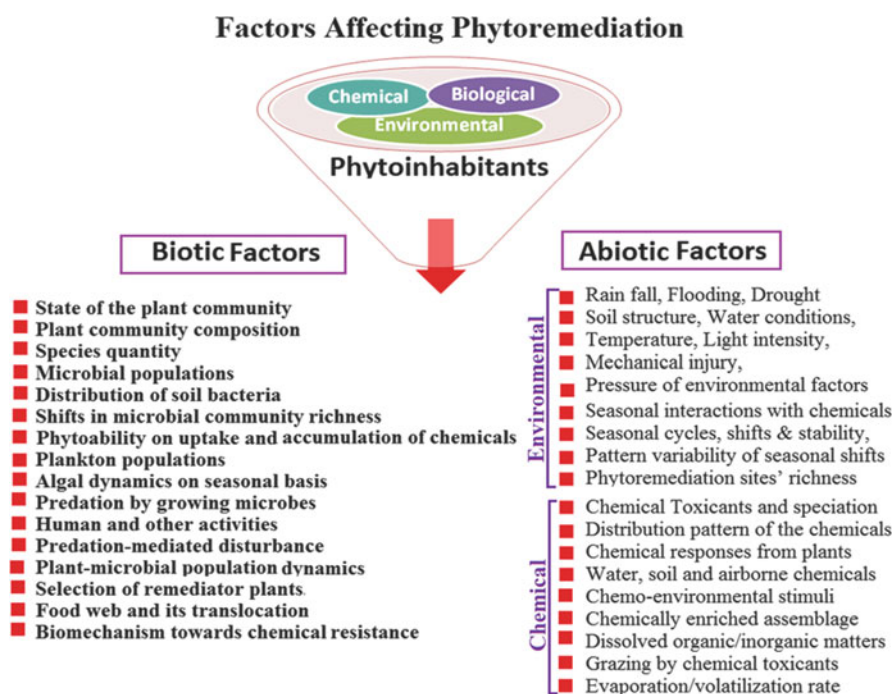 Factors Affecting Phytoremediation
Chemical
Biological
Environmental
Phytoinhabitants
Biotic Factors
State of the plant community
Plant community composition
Species quantity
Microbial populations
Distribution of soil bacteria
Shifts in microbial community richness
Phytoability on uptake and accumulation of chemicals
Plankton populations
Algal dynamics on seasonal basis
Predation by growing microbes
Human and other activities
Predation-mediated disturbance
Plant-microbial population dynamics
Selection of remediator plants.
Food web and its translocation
Biomechanism towards chemical resistance
Abiotic Factors
Environmental
Rain fall, Flooding, Drought
Soil structure, Water conditions,
Temperature, Light intensity,
Mechanical injury,
Pressure of environmental factors
Seasonal interactions with chemicals
Seasonal cycles, shifts & stability,
Pattern variability of seasonal shifts
Phytoremediation sites’ richness
Chemical
Chemical Toxicants and speciation
Distribution pattern of the chemicals
Chemical responses from plants
Water, soil and airborne chemicals
Chemo-environmental stimuli
Chemically enriched assemblage
Dissolved organic/inorganic matters
Grazing by chemical toxicants
Evaporation/volatilization rate